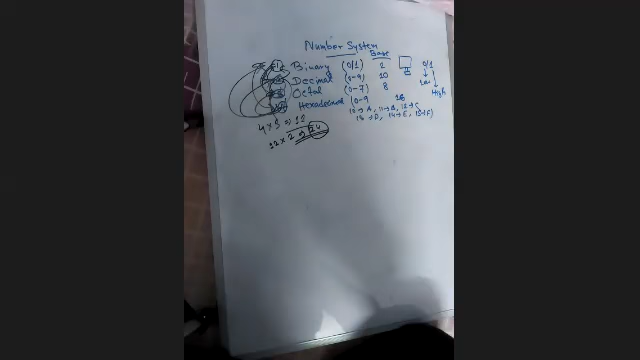 Number System
Base
Binary (0/1) 2 0/1
Decimal (0-9) 10
Octal (0-7) 8 High
Hexadecimal (0-9 16
10→A, 11→B, 12→C
13→D, 14→E, 15→F)
4 × 3 = 12
12 × 2 = 24